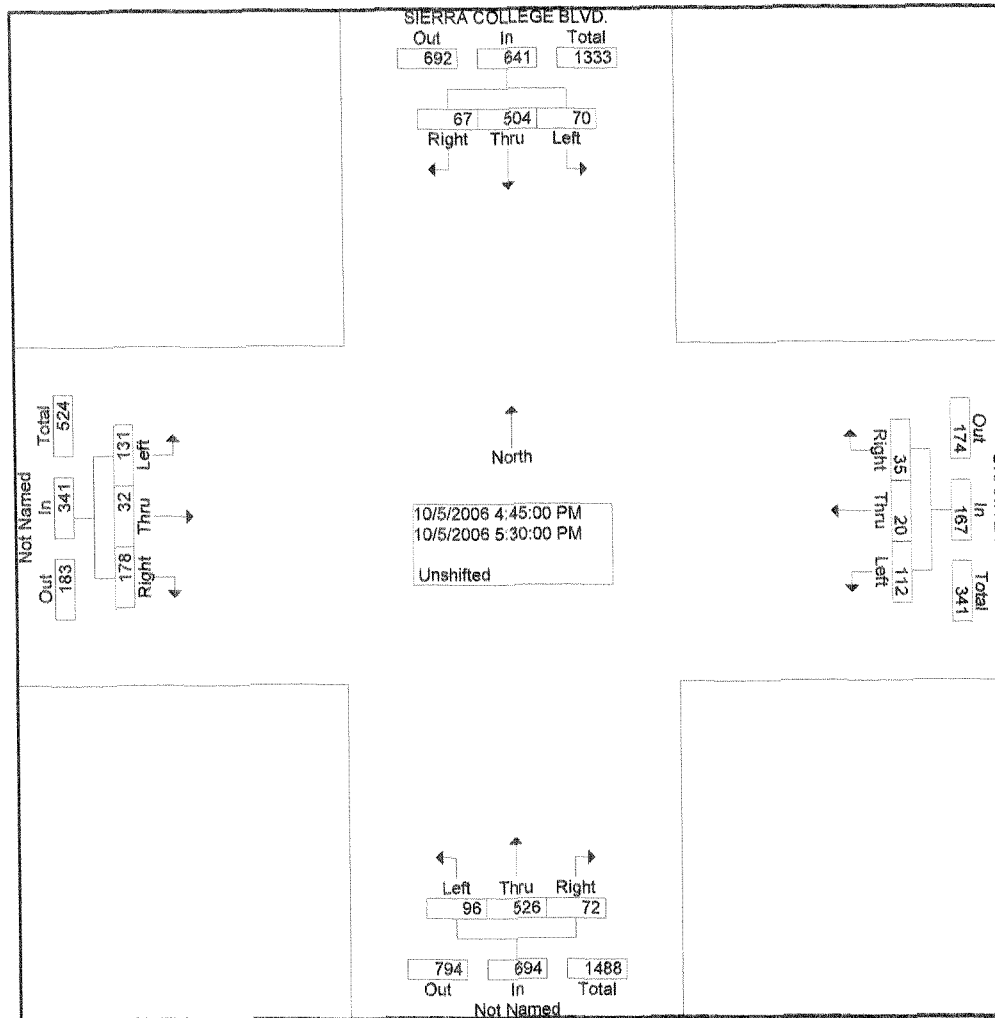 SIERRA COLLEGE BLVD.
Out In Total
692 641 1333
67 504 70
Right Thru Left
Not Named
Total In Out
524 341 183
131 32 178
Left Thru Right
North
10/5/2006 4:45:00 PM
10/5/2006 5:30:00 PM
Unshifted
Right Thru Left
35 20 112
Out In Total
174 167 341
Left Thru Right
96 526 72
794 694 1488
Out In Total
Not Named